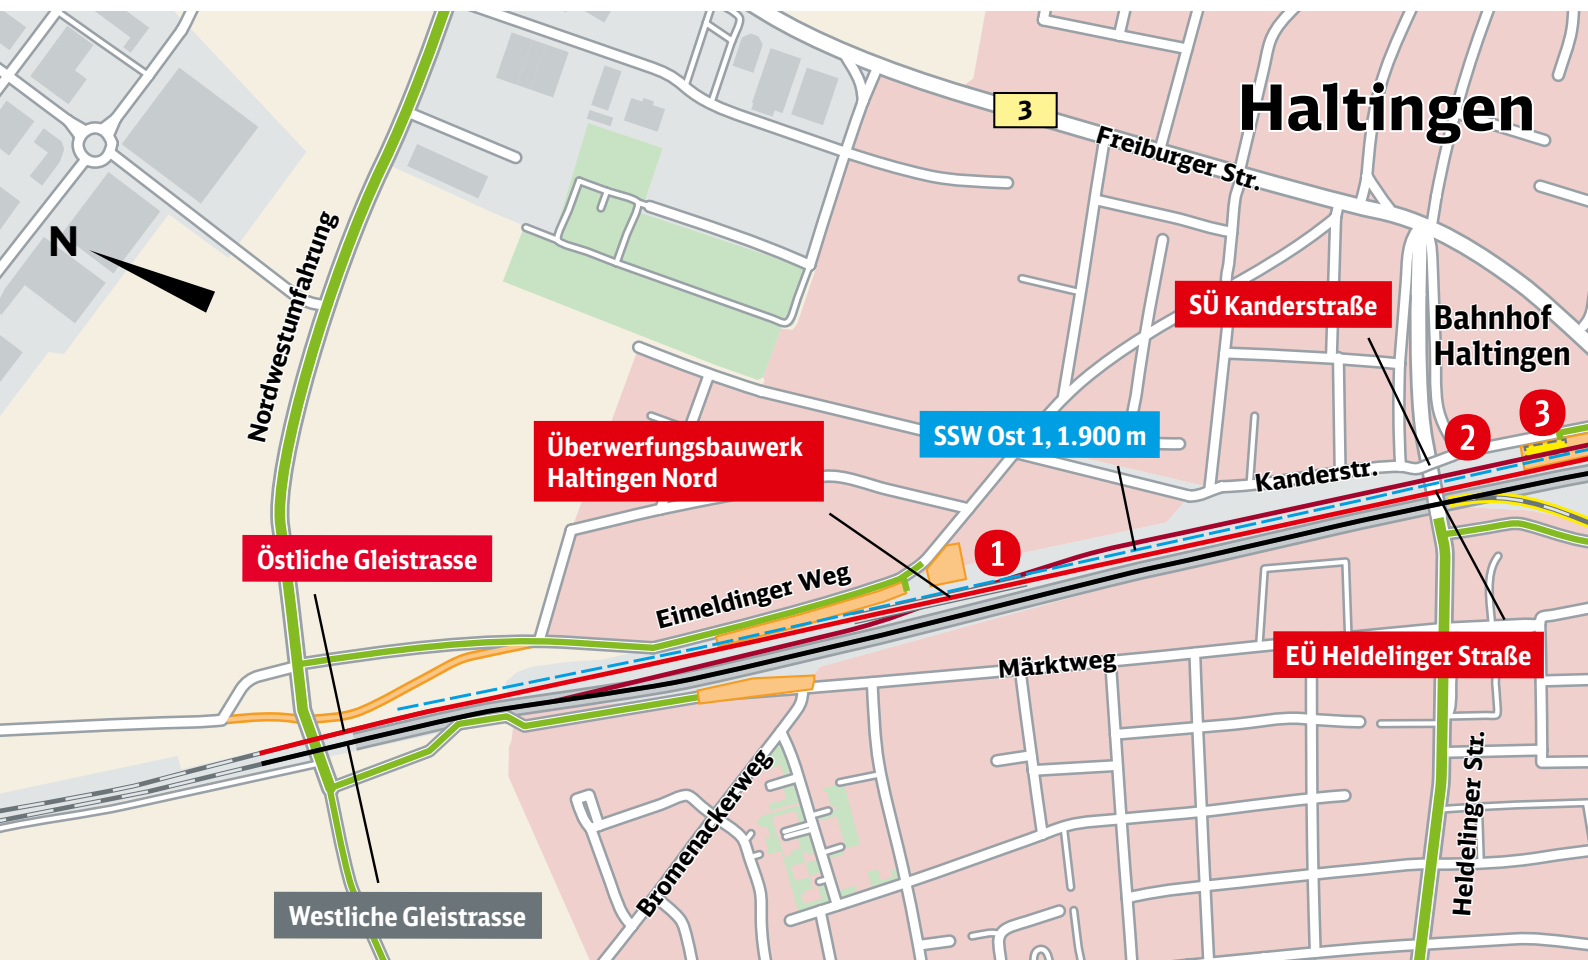 Haltingen
3
Freiburger Str.
N
Nordwestumfahrung
SÜ Kanderstraße
Bahnhof
Haltingen
3
2
Überwerfungsbauwerk
Haltingen Nord
SSW Ost 1, 1.900 m
Kanderstr.
1
Östliche Gleistrasse
Eimeldinger Weg
Märktweg
EÜ Heldelinger Straße
Bromenackerweg
Heldelinger Str.
Westliche Gleistrasse